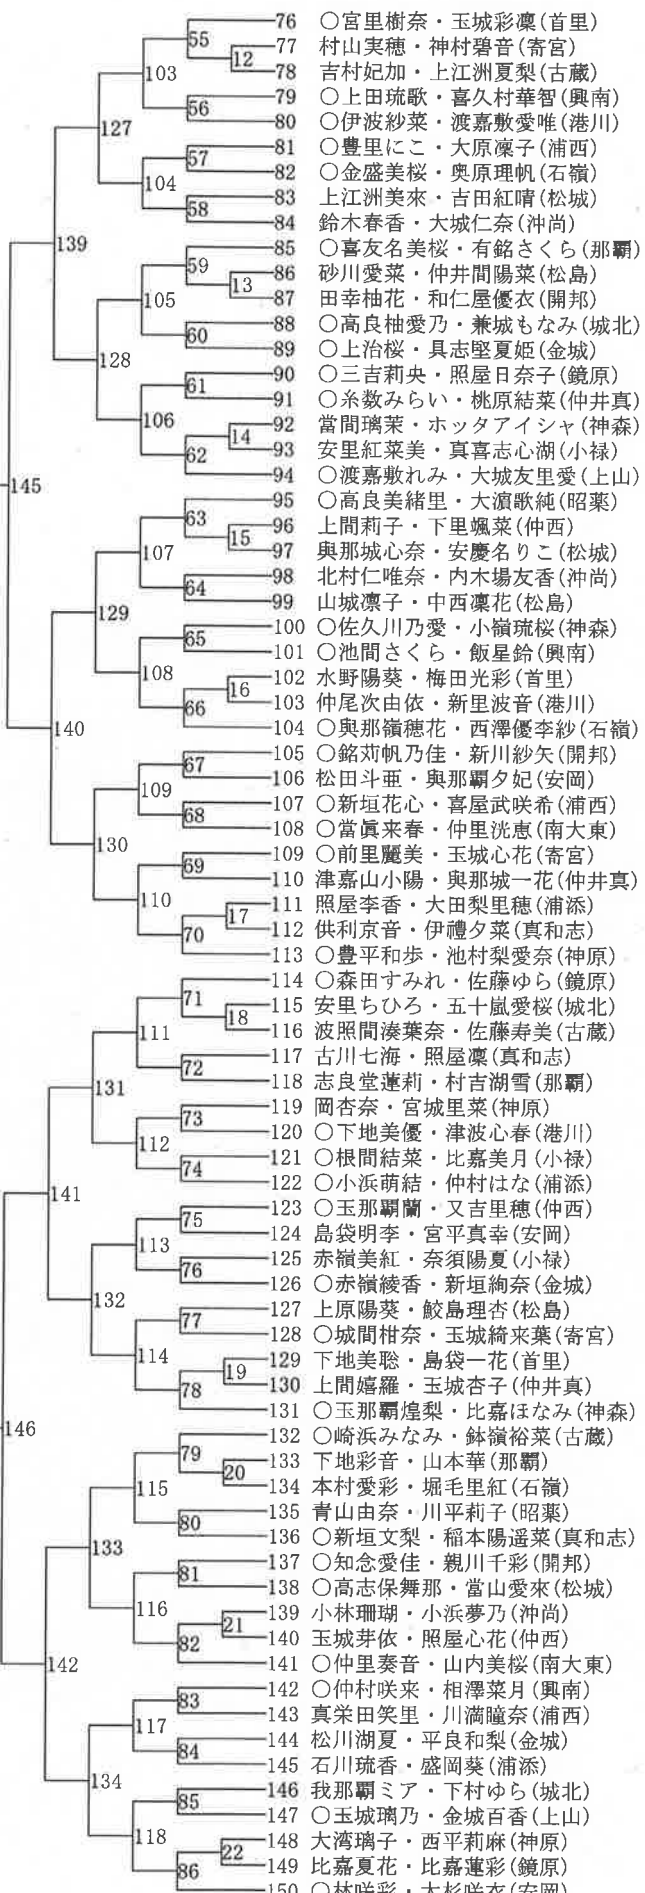 76 ○宮里樹奈・玉城彩凜(首里)
77 村山実穂・神村碧音(寄宮)
78 吉村妃加・上江洲夏梨(古蔵)
79 ○上田琉歌・喜久村華智(興南)
80 ○伊波紗菜・渡嘉敷愛唯(港川)
81 ○豊里にこ・大原凜子(浦西)
82 ○金盛美桜・奥原理帆(石嶺)
83 上江洲美來・吉田紅晴(松城)
84 鈴木春香・大城仁奈(沖尚)
85 ○喜友名美桜・有銘さくら(那覇)
86 砂川愛菜・仲井間陽菜(松島)
87 田幸柚花・和仁屋優衣(開邦)
88 ○高良柚愛乃・兼城もなみ(城北)
89 ○上治桜・具志堅夏姫(金城)
90 ○三吉莉央・照屋日奈子(鏡原)
91 ○糸数みらい・桃原結菜(仲井真)
92 當間璃茉・ホッタアイシャ(神森)
93 安里紅菜美・真喜志心湖(小禄)
94 ○渡嘉敷れみ・大城友里愛(上山)
95 ○高良美緒里・大濵歌純(昭薬)
96 上間莉子・下里颯菜(仲西)
97 與那城心奈・安慶名りこ(松城)
98 北村仁唯奈・内木場友香(沖尚)
99 山城凛子・中西凜花(松島)
100 ○佐久川乃愛・小嶺琉桜(神森)
101 ○池間さくら・飯星鈴(興南)
102 水野陽葵・梅田光彩(首里)
103 仲尾次由依・新里波音(港川)
104 ○與那嶺穂花・西澤優李紗(石嶺)
105 ○銘苅帆乃佳・新川紗矢(開邦)
106 松田斗亜・與那覇夕妃(安岡)
107 ○新垣花心・喜屋武咲希(浦西)
108 ○當眞来春・仲里洸恵(南大東)
109 ○前里麗美・玉城心花(寄宮)
110 津嘉山小陽・與那城一花(仲井真)
111 照屋李香・大田梨里穂(浦添)
112 供利京音・伊禮夕菜(真和志)
113 ○豊平和歩・池村梨愛奈(神原)
114 ○森田すみれ・佐藤ゆら(鏡原)
115 安里ちひろ・五十嵐愛桜(城北)
116 波照間湊葉奈・佐藤寿美(古蔵)
117 古川七海・照屋凜(真和志)
118 志良堂蓮莉・村吉湖雪(那覇)
119 岡杏奈・宮城里菜(神原)
120 ○下地美優・津波心春(港川)
121 ○根間結菜・比嘉美月(小禄)
122 ○小浜萌結・仲村はな(浦添)
123 ○玉那覇蘭・又吉里穂(仲西)
124 島袋明李・宮平真幸(安岡)
125 赤嶺美紅・奈須陽夏(小禄)
126 ○赤嶺綾香・新垣絢奈(金城)
127 上原陽葵・鮫島理杏(松島)
128 ○城間柑奈・玉城綺来葉(寄宮)
129 下地美聡・島袋一花(首里)
130 上間嬉羅・玉城杏子(仲井真)
131 ○玉那覇煌梨・比嘉ほなみ(神森)
132 ○崎浜みなみ・鉢嶺裕菜(古蔵)
133 下地彩音・山本華(那覇)
134 本村愛彩・堀毛里紅(石嶺)
135 青山由奈・川平莉子(昭薬)
136 ○新垣文梨・稲本陽遥菜(真和志)
137 ○知念愛佳・親川千彩(開邦)
138 ○高志保舞那・當山愛來(松城)
139 小林珊瑚・小浜夢乃(沖尚)
140 玉城芽依・照屋心花(仲西)
141 ○仲里奏音・山内美桜(南大東)
142 ○仲村咲来・相澤菜月(興南)
143 真栄田笑里・川満瞳奈(浦西)
144 松川湖夏・平良和梨(金城)
145 石川琉香・盛岡葵(浦添)
146 我那覇ミア・下村ゆら(城北)
147 ○玉城璃乃・金城百香(上山)
148 大湾璃子・西平莉麻(神原)
149 比嘉夏花・比嘉蓮彩(鏡原)
150 ○林咲彩・大杉咲衣(安岡)
55
12
103
56
127
57
104
58
139
59
13
105
60
128
61
106
14
62
145
63
15
107
64
129
65
108
16
66
140
67
109
68
130
69
110
17
70
71
18
111
72
131
73
112
74
141
75
113
76
132
77
114
19
78
146
79
20
115
80
133
81
116
21
82
142
83
117
84
134
85
118
22
86